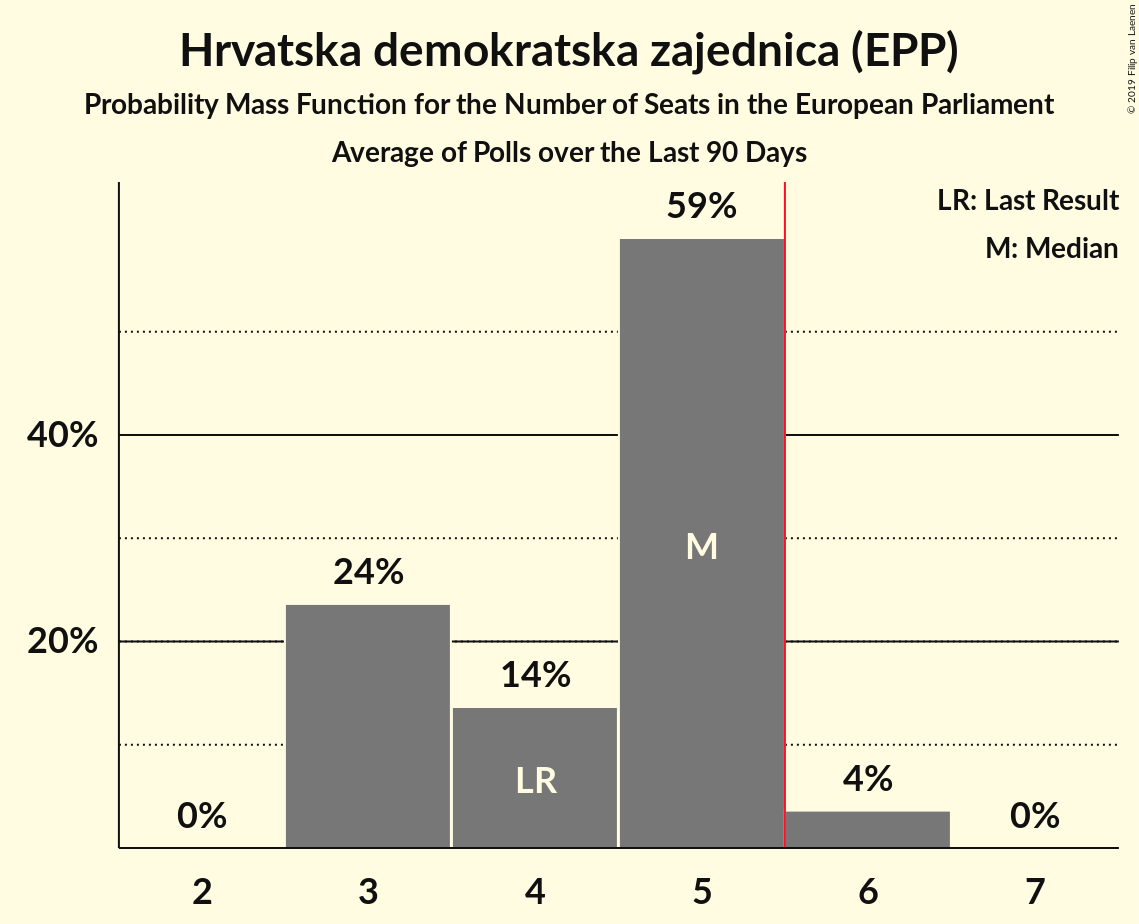 Hrvatska demokratska zajednica (EPP)
Probability Mass Function for the Number of Seats in the European Parliament
Average of Polls over the Last 90 Days
© 2019 Filip van Laenen
LR: Last Result
M: Median
59%
40%
M
24%
20%
14%
LR
4%
0%
0%
2 3 4 5 6 7